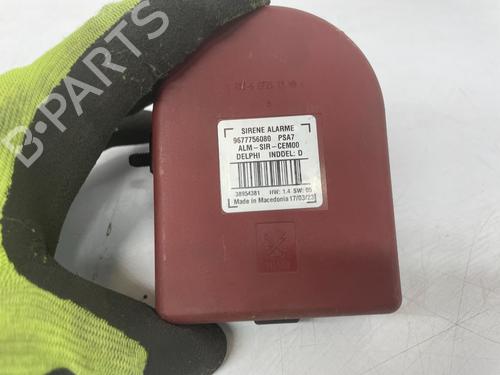 SIRENE ALARME
9677756080 PSA7
ALM-SIR-CEM00
DELPHI INDDEL: D
38954381 HW: 1.4 SW: 05
Made in Macedonia 17/03/23